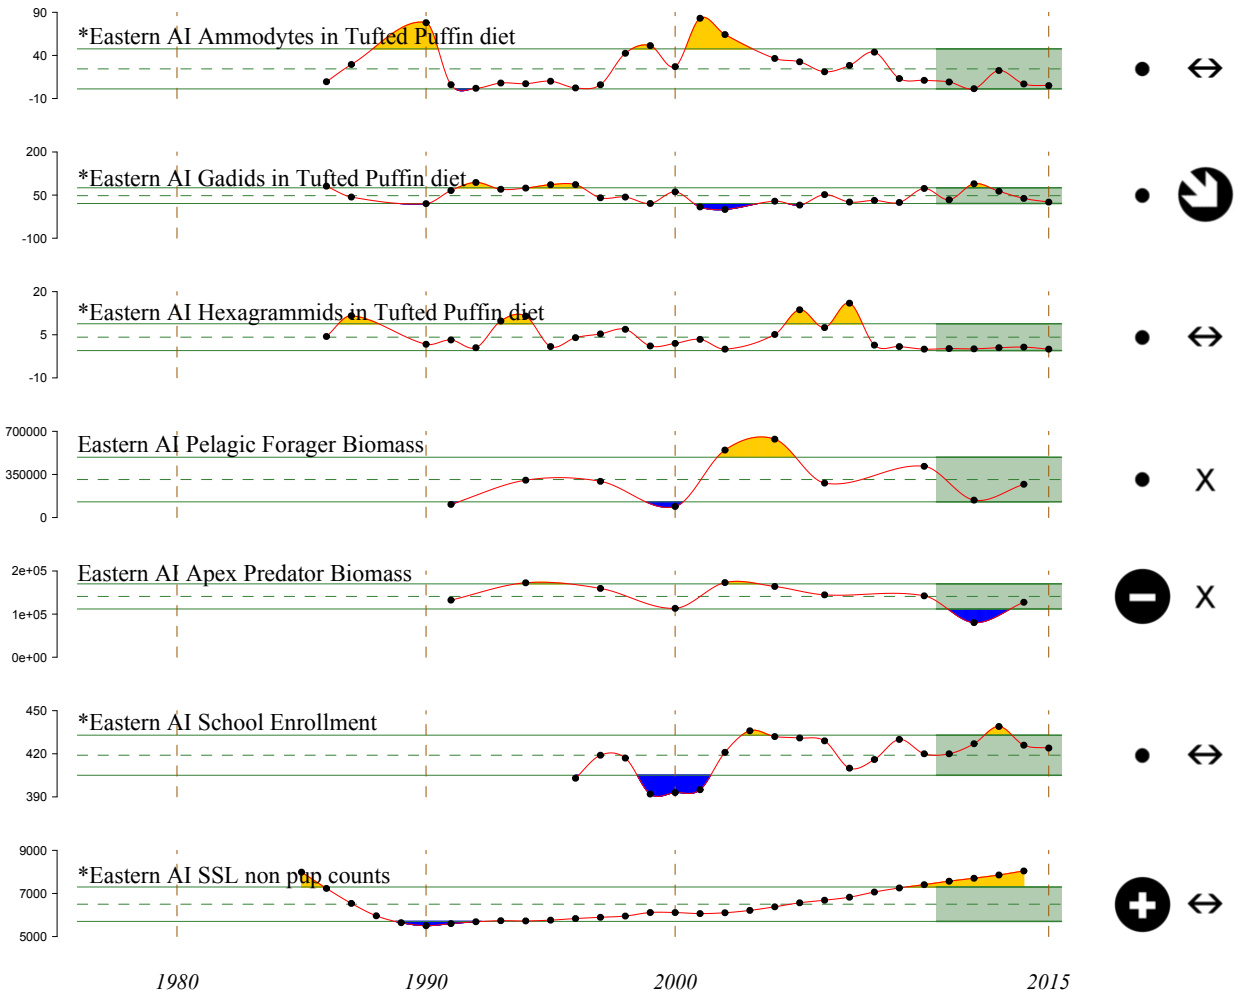 90
*Eastern AI Ammodytes in Tufted Puffin diet
40
-10
200
*Eastern AI Gadids in Tufted Puffin diet
50
-100
20
*Eastern AI Hexagrammids in Tufted Puffin diet
5
-10
700000
Eastern AI Pelagic Forager Biomass
350000
X
0
2e+05
Eastern AI Apex Predator Biomass
1e+05
X
0e+00
450
*Eastern AI School Enrollment
420
390
9000
*Eastern AI SSL non pup counts
7000
5000
1980 1990 2000 2015